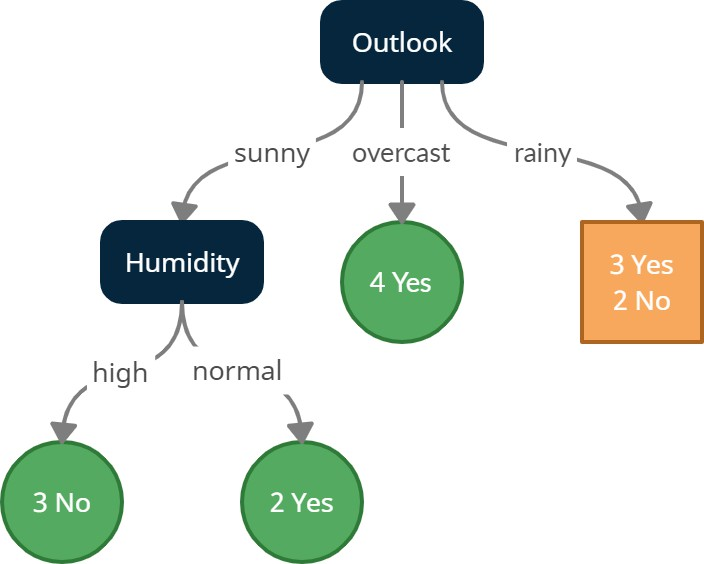 Outlook
sunny
overcast
rainy
Humidity
4 Yes
3 Yes
2 No
high
normal
3 No
2 Yes